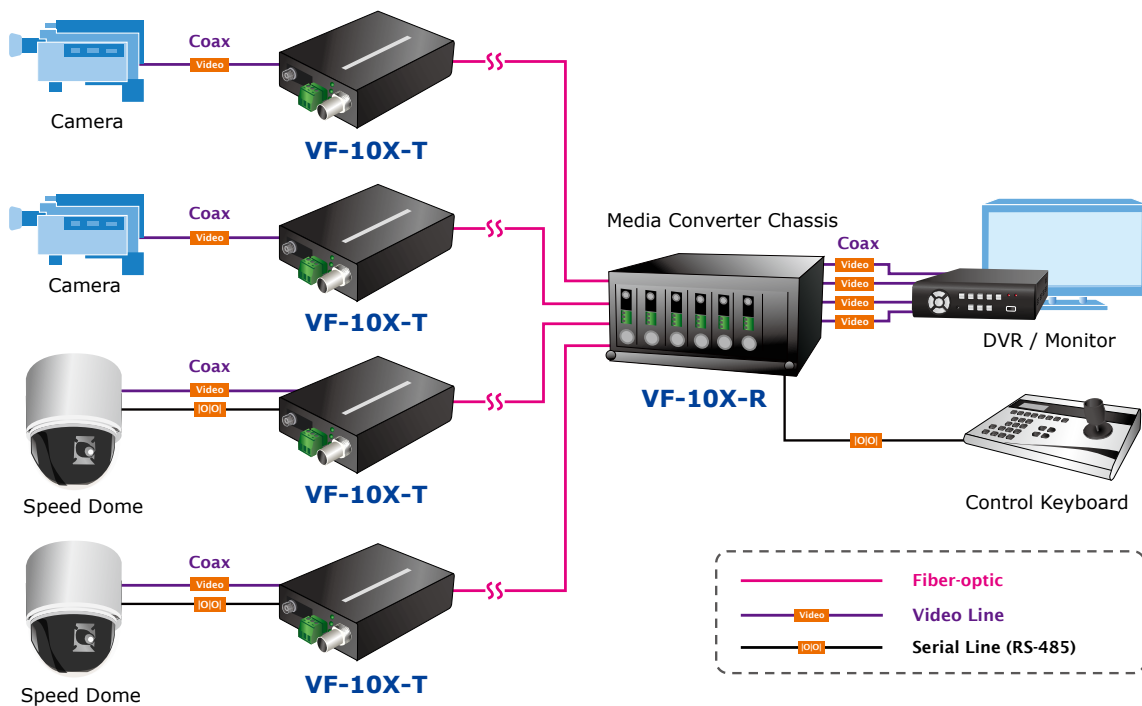 Coax
Video
Camera
VF-10X-T
Coax
Video
Camera
VF-10X-T
Media Converter Chassis
Coax
Video
Video
Video
Video
DVR / Monitor
VF-10X-R
|O|O|
Control Keyboard
Coax
Video
|O|O|
Speed Dome
VF-10X-T
Coax
Video
|O|O|
Speed Dome
VF-10X-T
Fiber-optic
Video
Video Line
|O|O|
Serial Line (RS-485)